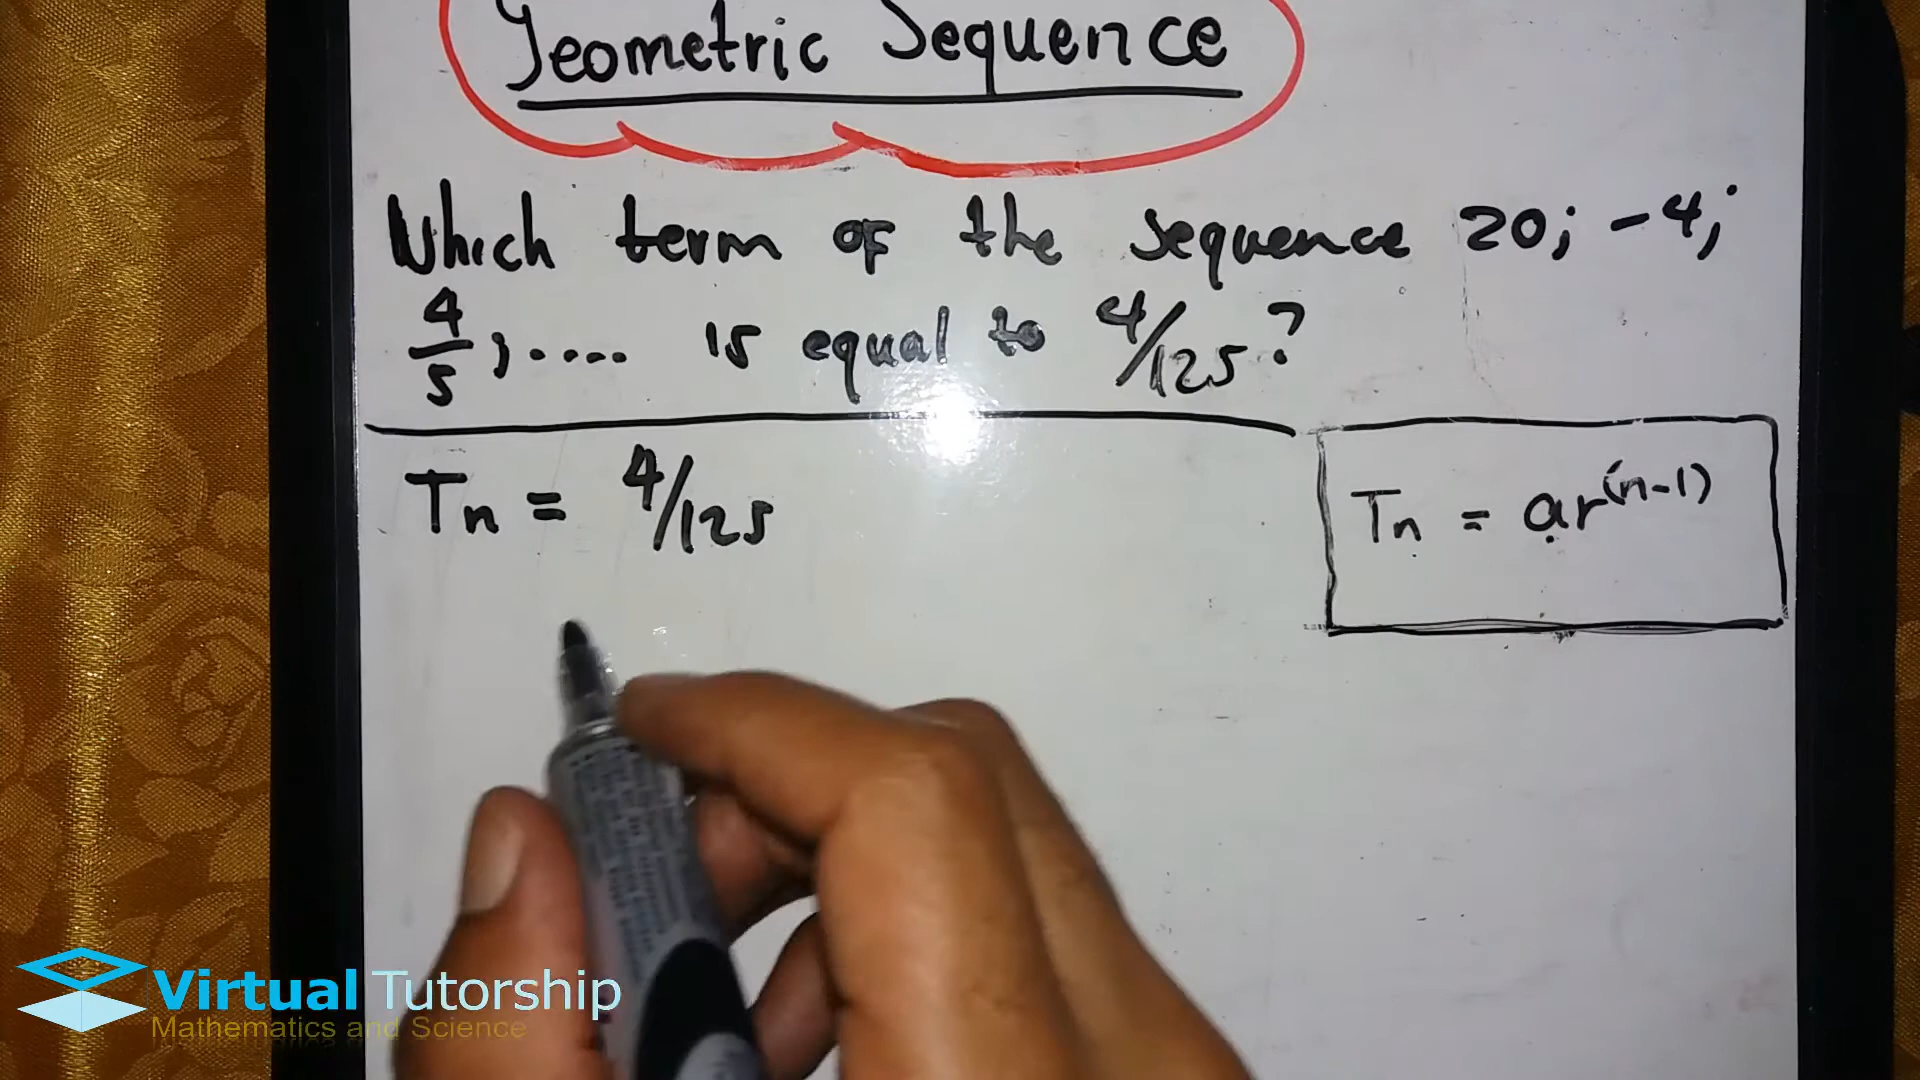 Geometric Sequence
Which term of the sequence 20; -4;
4/5; .... is equal to 4/125?
Tn = 4/125
Tn = ar^(n-1)
Virtual Tutorship
Mathematics and Science